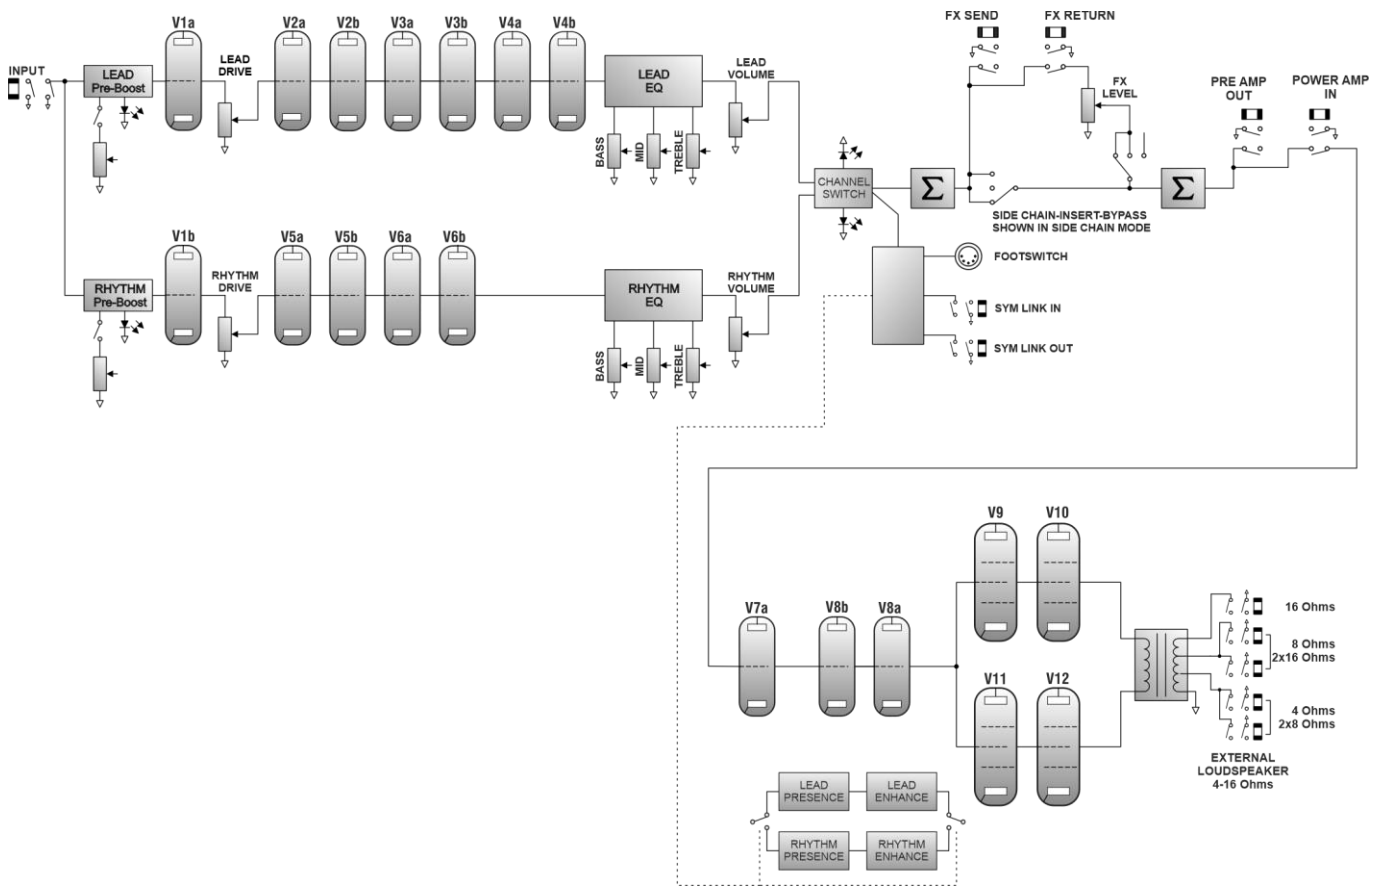 INPUT
LEAD
Pre-Boost
V1a
LEAD
DRIVE
V2a
V2b
V3a
V3b
V4a
V4b
LEAD
EQ
BASS
MID
TREBLE
LEAD
VOLUME
RHYTHM
Pre-Boost
V1b
RHYTHM
DRIVE
V5a
V5b
V6a
V6b
RHYTHM
EQ
BASS
MID
TREBLE
RHYTHM
VOLUME
CHANNEL
SWITCH
Σ
FX SEND
FX RETURN
FX
LEVEL
SIDE CHAIN-INSERT-BYPASS
SHOWN IN SIDE CHAIN MODE
Σ
PRE AMP
OUT
POWER AMP
IN
FOOTSWITCH
SYM LINK IN
SYM LINK OUT
V7a
V8b
V8a
V9
V10
V11
V12
16 Ohms
8 Ohms
2x16 Ohms
4 Ohms
2x8 Ohms
EXTERNAL
LOUDSPEAKER
4-16 Ohms
LEAD
PRESENCE
LEAD
ENHANCE
RHYTHM
PRESENCE
RHYTHM
ENHANCE